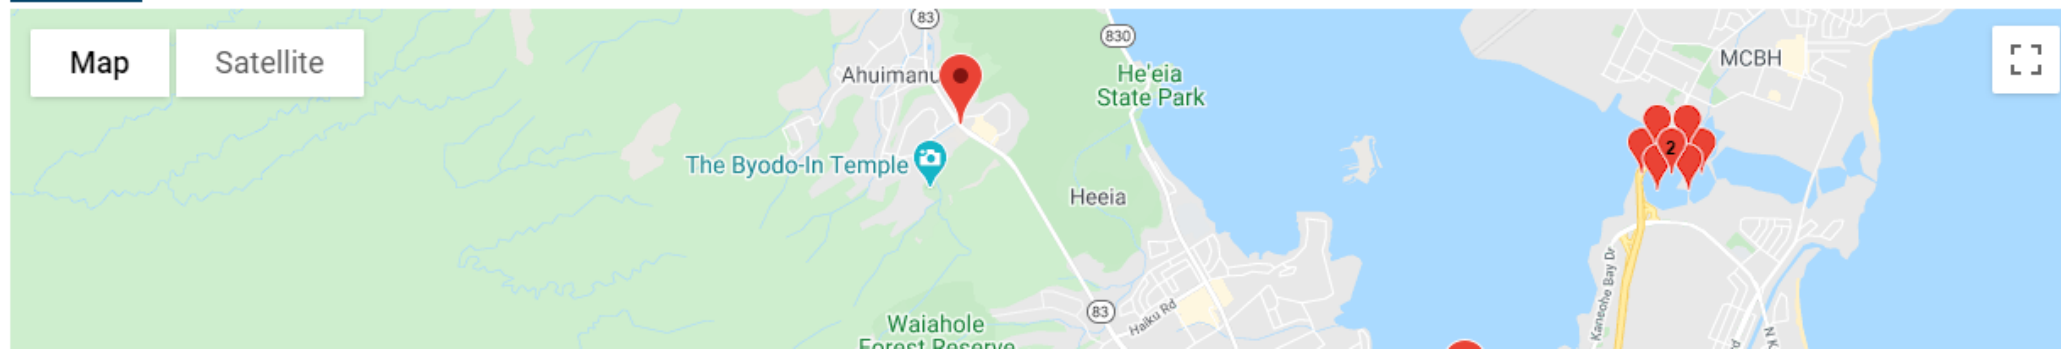 Map
Satellite
83
830
MCBH
Ahuimanu
He'eia
State Park
2
The Byodo-In Temple
Heeia
Kaneohe Bay Dr
83
Haiku Rd
Waiahole
Forest Reserve